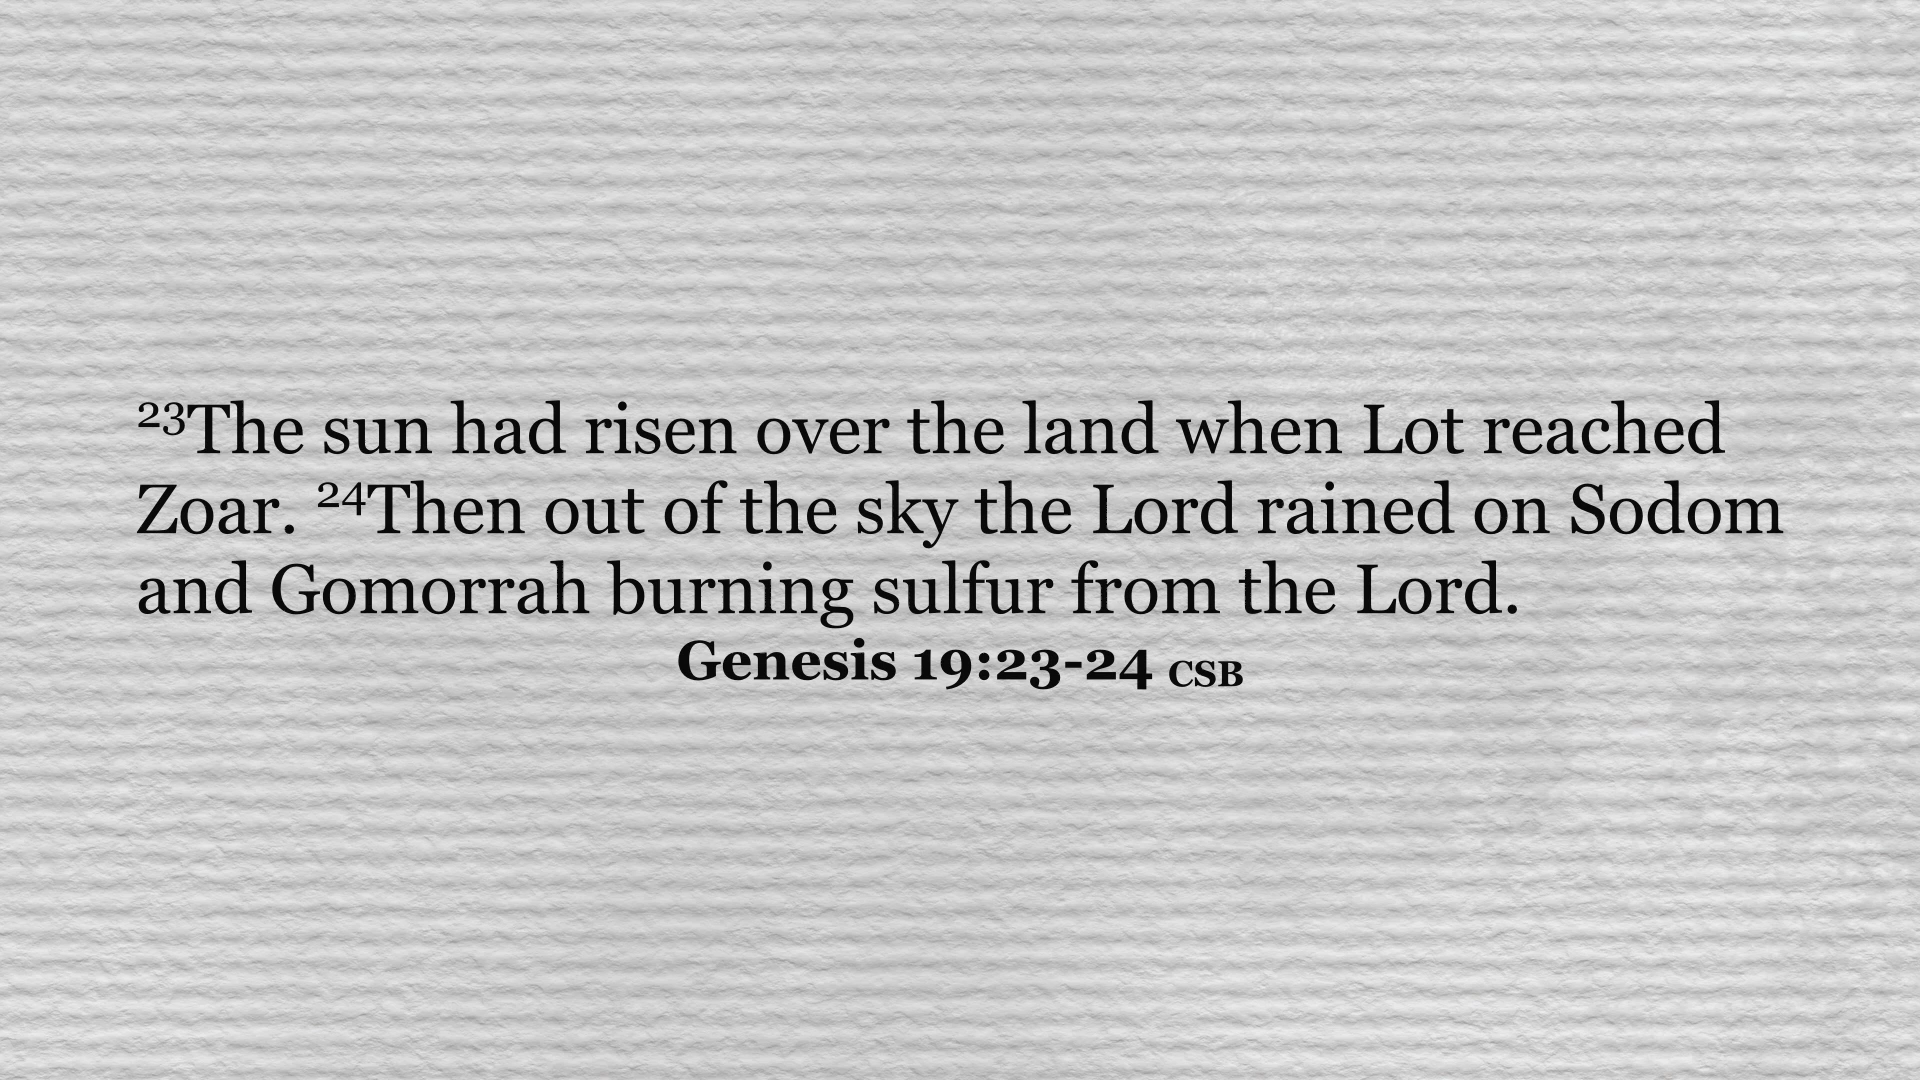 ²³The sun had risen over the land when Lot reached
Zoar. ²⁴Then out of the sky the Lord rained on Sodom
and Gomorrah burning sulfur from the Lord.
Genesis 19:23-24 CSB